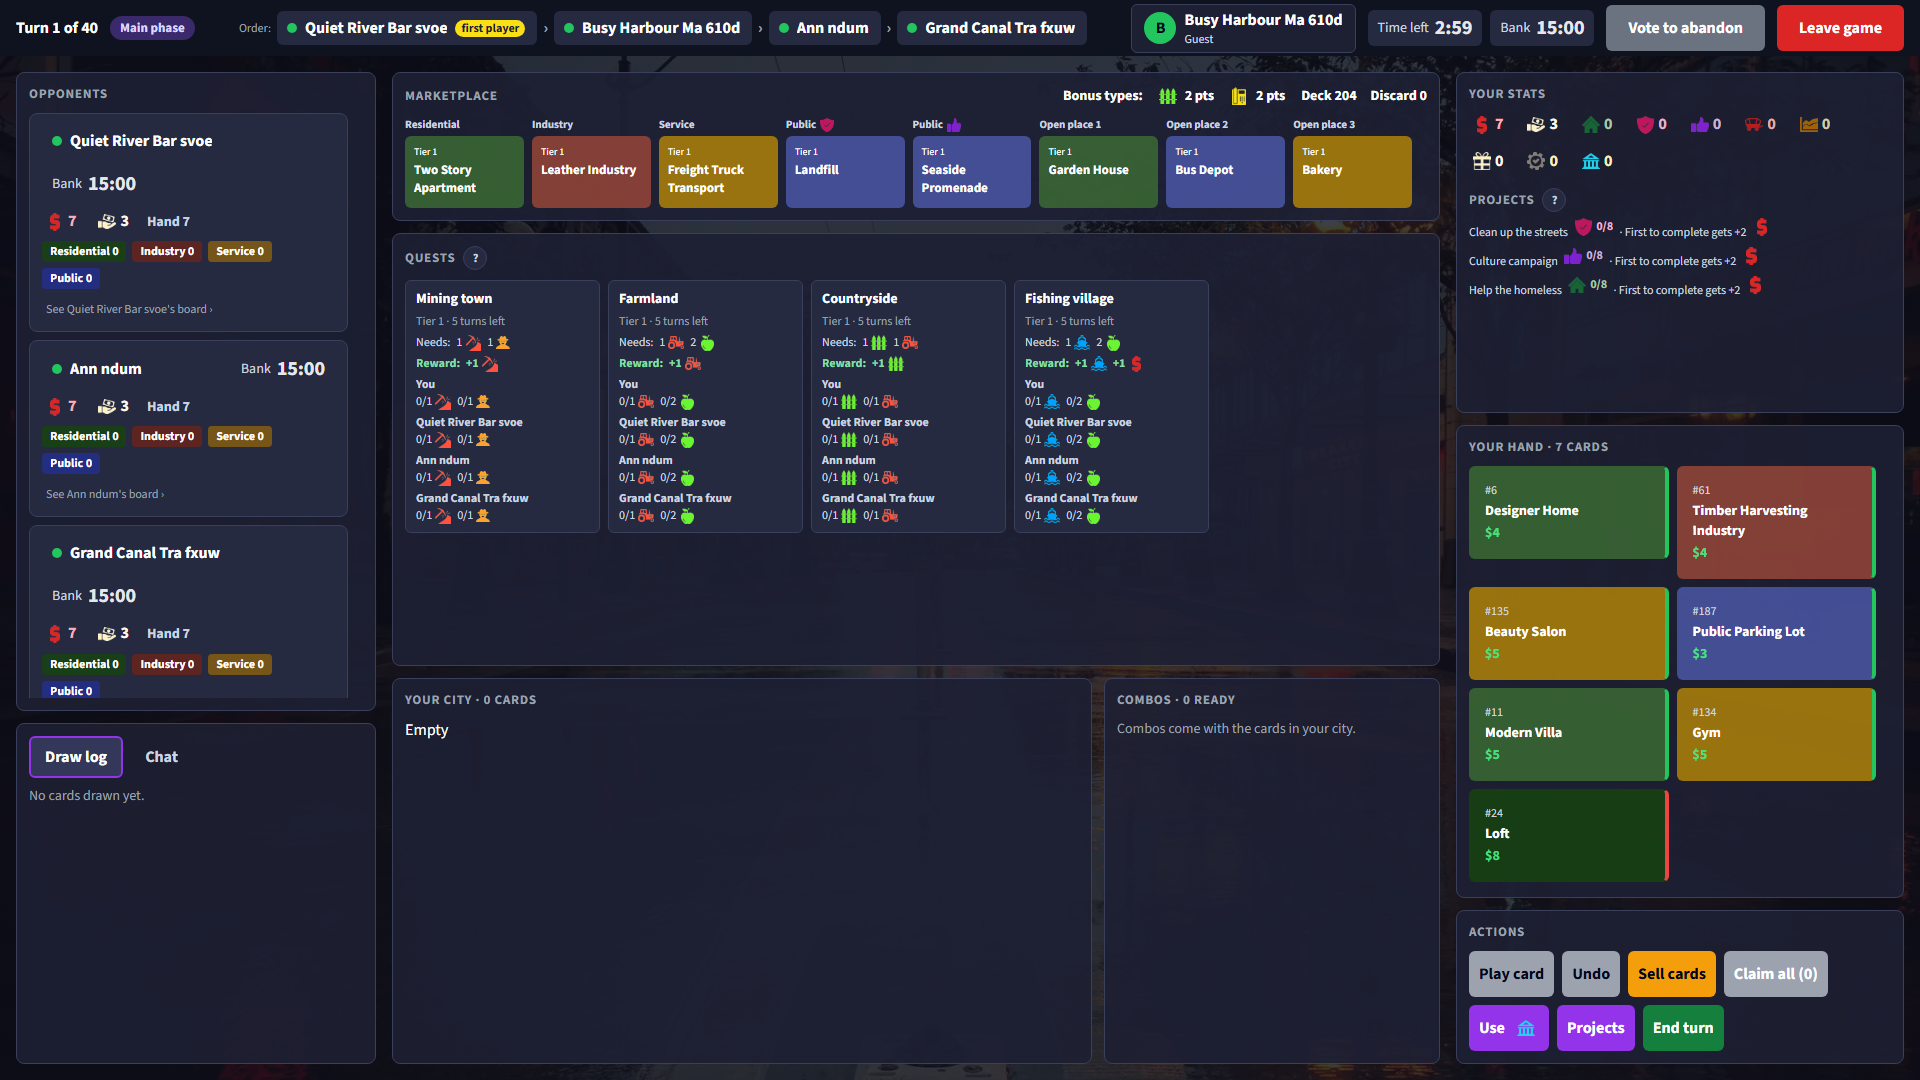 Turn 1 of 40 Main phase Order: Quiet River Bar svoe first player › Busy Harbour Ma 610d › Ann ndum › Grand Canal Tra fxuw
B Busy Harbour Ma 610d
Guest
Time left 2:59 Bank 15:00 Vote to abandon Leave game
OPPONENTS
Quiet River Bar svoe
Bank 15:00
7 3 Hand 7
Residential 0 Industry 0 Service 0
Public 0
See Quiet River Bar svoe's board ›
Ann ndum Bank 15:00
7 3 Hand 7
Residential 0 Industry 0 Service 0
Public 0
See Ann ndum's board ›
Grand Canal Tra fxuw
Bank 15:00
7 3 Hand 7
Residential 0 Industry 0 Service 0
Public 0
Draw log Chat
No cards drawn yet.
MARKETPLACE Bonus types: 2 pts 2 pts Deck 204 Discard 0
Residential Industry Service Public Public Open place 1 Open place 2 Open place 3
Tier 1 Tier 1 Tier 1 Tier 1 Tier 1 Tier 1 Tier 1 Tier 1
Two Story Leather Industry Freight Truck Landfill Seaside Garden House Bus Depot Bakery
Apartment Transport Promenade
QUESTS ?
Mining town
Tier 1 · 5 turns left
Needs: 1 1
Reward: +1
You
0/1 0/1
Quiet River Bar svoe
0/1 0/1
Ann ndum
0/1 0/1
Grand Canal Tra fxuw
0/1 0/1
Farmland
Tier 1 · 5 turns left
Needs: 1 2
Reward: +1
You
0/1 0/2
Quiet River Bar svoe
0/1 0/2
Ann ndum
0/1 0/2
Grand Canal Tra fxuw
0/1 0/2
Countryside
Tier 1 · 5 turns left
Needs: 1 1
Reward: +1
You
0/1 0/1
Quiet River Bar svoe
0/1 0/1
Ann ndum
0/1 0/1
Grand Canal Tra fxuw
0/1 0/1
Fishing village
Tier 1 · 5 turns left
Needs: 1 2
Reward: +1 +1
You
0/1 0/2
Quiet River Bar svoe
0/1 0/2
Ann ndum
0/1 0/2
Grand Canal Tra fxuw
0/1 0/2
YOUR CITY · 0 CARDS
Empty
COMBOS · 0 READY
Combos come with the cards in your city.
YOUR STATS
7 3 0 0 0 0 0
0 0 0
PROJECTS ?
Clean up the streets 0/8 · First to complete gets +2
Culture campaign 0/8 · First to complete gets +2
Help the homeless 0/8 · First to complete gets +2
YOUR HAND · 7 CARDS
#6
Designer Home
$4
#61
Timber Harvesting
Industry
$4
#135
Beauty Salon
$5
#187
Public Parking Lot
$3
#11
Modern Villa
$5
#134
Gym
$5
#24
Loft
$8
ACTIONS
Play card Undo Sell cards Claim all (0)
Use Projects End turn